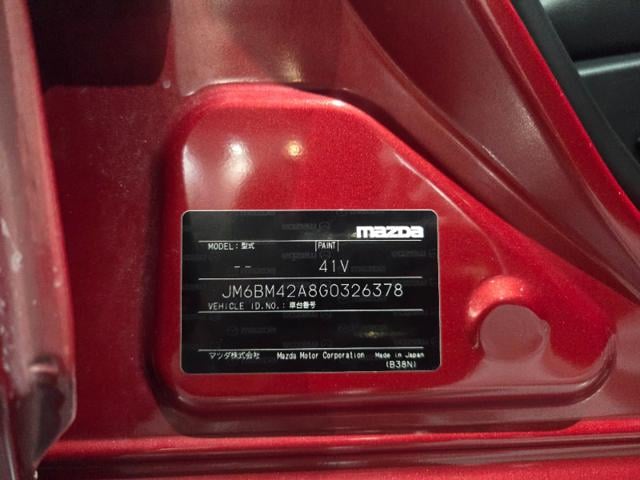 mazda
MODEL: 型式 PAINT
-- 41V
JM6BM42A8G0326378
VEHICLE ID.NO.: 車台番号
マツダ株式会社 Mazda Motor Corporation Made in Japan
(B38N)